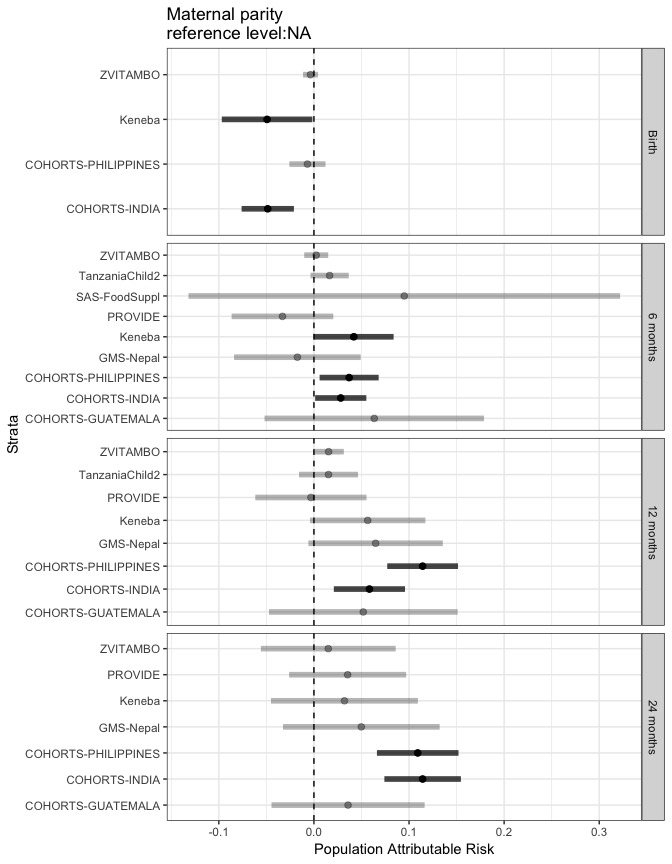 Maternal parity
reference level:NA
Strata
ZVITAMBO
Keneba
COHORTS-PHILIPPINES
COHORTS-INDIA
Birth
ZVITAMBO
TanzaniaChild2
SAS-FoodSuppl
PROVIDE
Keneba
GMS-Nepal
COHORTS-PHILIPPINES
COHORTS-INDIA
COHORTS-GUATEMALA
6 months
ZVITAMBO
TanzaniaChild2
PROVIDE
Keneba
GMS-Nepal
COHORTS-PHILIPPINES
COHORTS-INDIA
COHORTS-GUATEMALA
12 months
ZVITAMBO
PROVIDE
Keneba
GMS-Nepal
COHORTS-PHILIPPINES
COHORTS-INDIA
COHORTS-GUATEMALA
24 months
-0.1 0.0 0.1 0.2 0.3
Population Attributable Risk